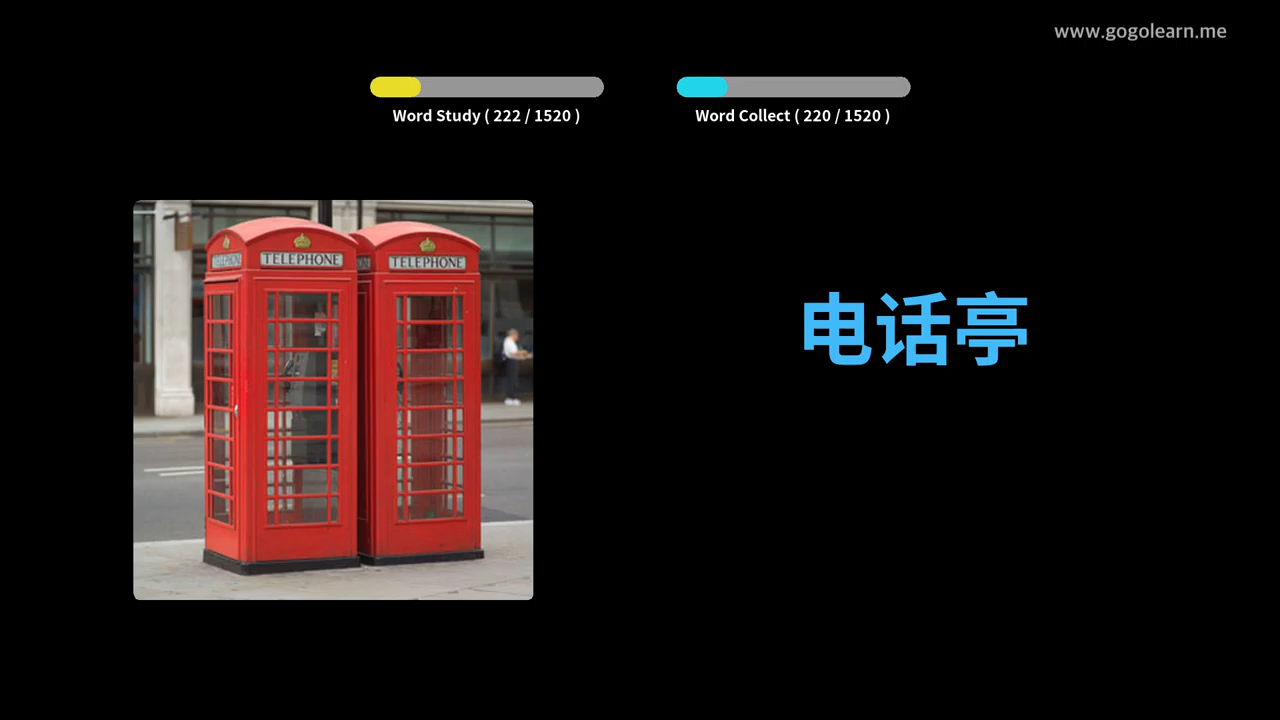 www.gogolearn.me
Word Study ( 222 / 1520 )
Word Collect ( 220 / 1520 )
TELEPHONE
TELEPHONE
电话亭